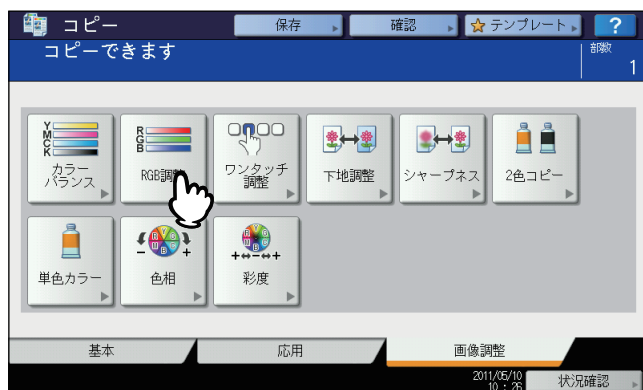 コピー
保存
確認
テンプレート
?
コピーできます
部数
1
Y
M
C
K
カラー
バランス
R
G
B
RGB調整
ワンタッチ
調整
下地調整
シャープネス
2色コピー
単色カラー
色相
彩度
基本
応用
画像調整
2011/05/10
10:26
状況確認